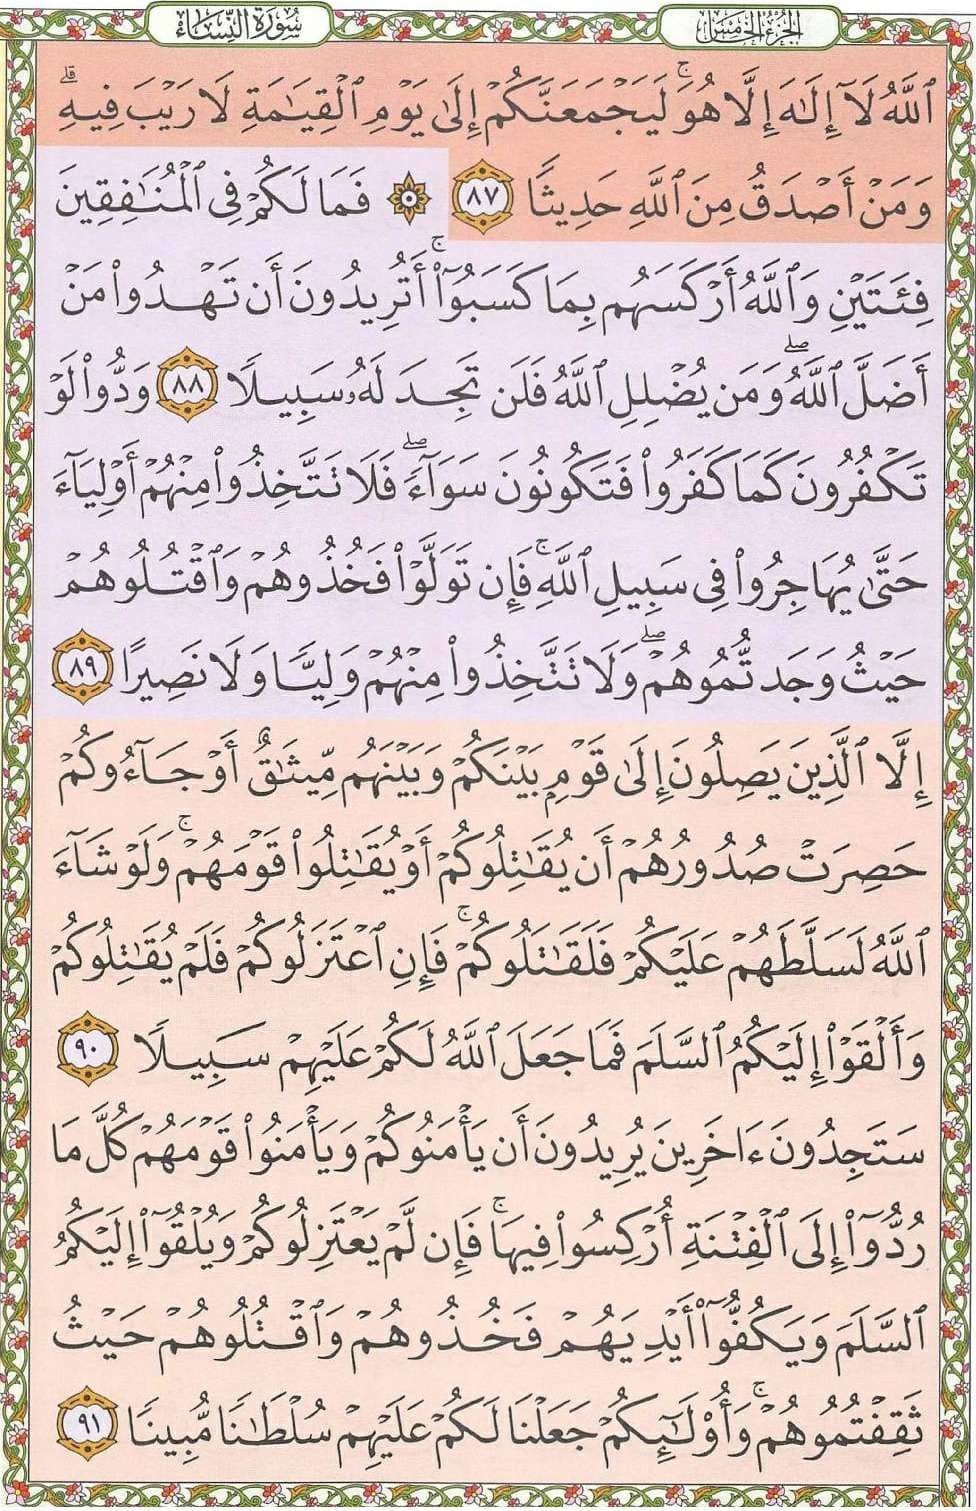 الجزء الخامس
سورة النساء
ٱللَّهُ لَآ إِلَٰهَ إِلَّا هُوَۚ لَيَجْمَعَنَّكُمْ إِلَىٰ يَوْمِ ٱلْقِيَٰمَةِ لَا رَيْبَ فِيهِۗ
وَمَنْ أَصْدَقُ مِنَ ٱللَّهِ حَدِيثًا ٨٧ ۞ فَمَا لَكُمْ فِى ٱلْمُنَٰفِقِينَ
فِئَتَيْنِ وَٱللَّهُ أَرْكَسَهُم بِمَا كَسَبُوٓا۟ۚ أَتُرِيدُونَ أَن تَهْدُوا۟ مَنْ
أَضَلَّ ٱللَّهُۖ وَمَن يُضْلِلِ ٱللَّهُ فَلَن تَجِدَ لَهُۥ سَبِيلًا ٨٨ وَدُّوا۟ لَوْ
تَكْفُرُونَ كَمَا كَفَرُوا۟ فَتَكُونُونَ سَوَآءًۖ فَلَا تَتَّخِذُوا۟ مِنْهُمْ أَوْلِيَآءَ
حَتَّىٰ يُهَاجِرُوا۟ فِى سَبِيلِ ٱللَّهِۚ فَإِن تَوَلَّوْا۟ فَخُذُوهُمْ وَٱقْتُلُوهُمْ
حَيْثُ وَجَدتُّمُوهُمْۖ وَلَا تَتَّخِذُوا۟ مِنْهُمْ وَلِيًّا وَلَا نَصِيرًا ٨٩
إِلَّا ٱلَّذِينَ يَصِلُونَ إِلَىٰ قَوْمٍۭ بَيْنَكُمْ وَبَيْنَهُم مِّيثَٰقٌ أَوْ جَآءُوكُمْ
حَصِرَتْ صُدُورُهُمْ أَن يُقَٰتِلُوكُمْ أَوْ يُقَٰتِلُوا۟ قَوْمَهُمْۚ وَلَوْ شَآءَ
ٱللَّهُ لَسَلَّطَهُمْ عَلَيْكُمْ فَلَقَٰتَلُوكُمْۚ فَإِنِ ٱعْتَزَلُوكُمْ فَلَمْ يُقَٰتِلُوكُمْ
وَأَلْقَوْا۟ إِلَيْكُمُ ٱلسَّلَمَ فَمَا جَعَلَ ٱللَّهُ لَكُمْ عَلَيْهِمْ سَبِيلًا ٩٠
سَتَجِدُونَ ءَاخَرِينَ يُرِيدُونَ أَن يَأْمَنُوكُمْ وَيَأْمَنُوا۟ قَوْمَهُمْ كُلَّ مَا
رُدُّوٓا۟ إِلَى ٱلْفِتْنَةِ أُرْكِسُوا۟ فِيهَاۚ فَإِن لَّمْ يَعْتَزِلُوكُمْ وَيُلْقُوٓا۟ إِلَيْكُمُ
ٱلسَّلَمَ وَيَكُفُّوٓا۟ أَيْدِيَهُمْ فَخُذُوهُمْ وَٱقْتُلُوهُمْ حَيْثُ
ثَقِفْتُمُوهُمْۚ وَأُو۟لَٰٓئِكُمْ جَعَلْنَا لَكُمْ عَلَيْهِمْ سُلْطَٰنًا مُّبِينًا ٩١